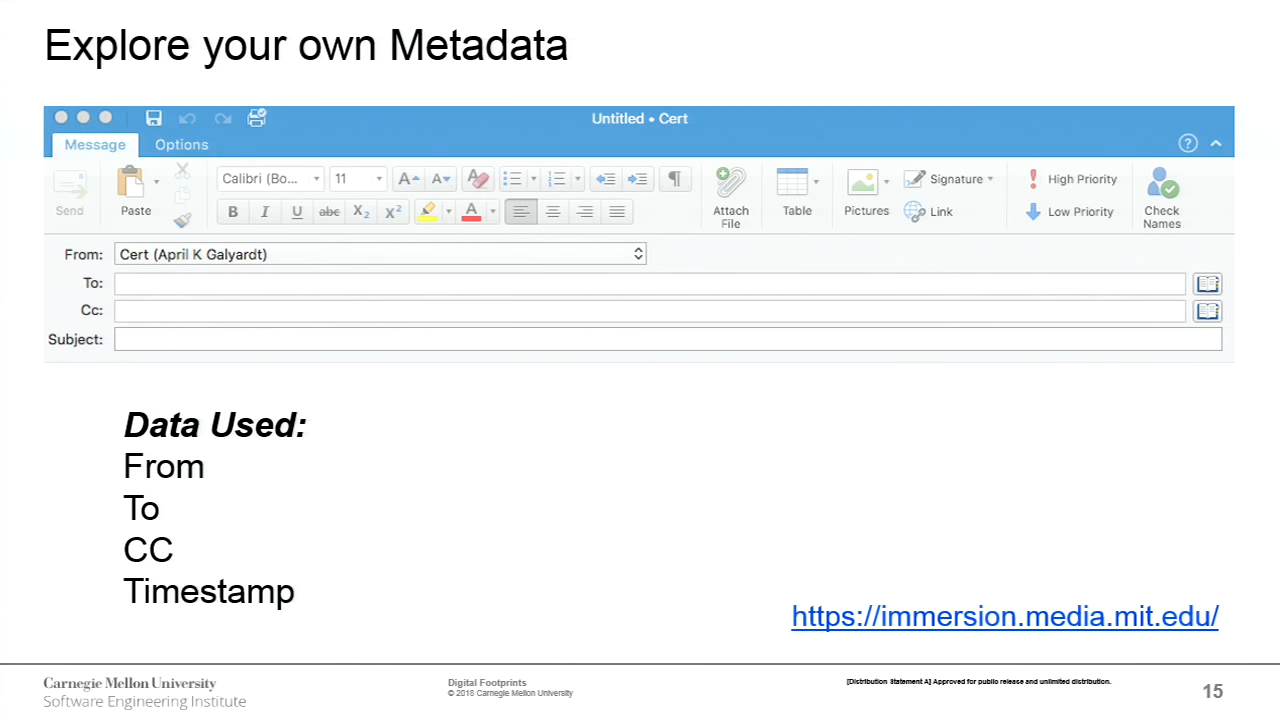 Explore your own Metadata
Untitled • Cert
Message Options
Send
Paste
Calibri (Bo... 11
B I U abc X₂ X²
Attach File
Table
Pictures
Signature
Link
High Priority
Low Priority
Check Names
From: Cert (April K Galyardt)
To:
Cc:
Subject:
Data Used:
From
To
CC
Timestamp
https://immersion.media.mit.edu/
Carnegie Mellon University
Software Engineering Institute
Digital Footprints
© 2018 Carnegie Mellon University
[Distribution Statement A] Approved for public release and unlimited distribution.
15